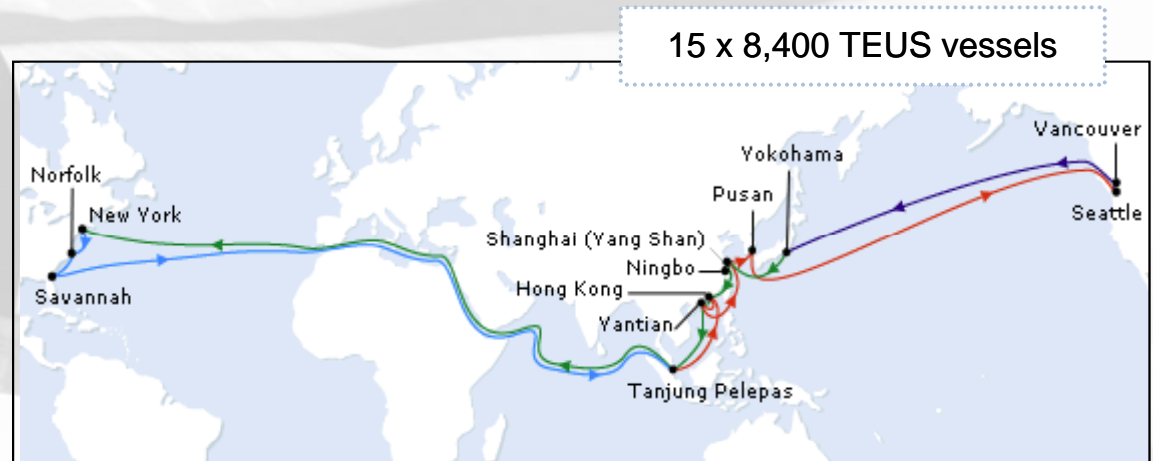 15 x 8,400 TEUS vessels
Vancouver
Yokohama
Norfolk
Pusan
New York
Seattle
Shanghai (Yang Shan)
Ningbo
Hong Kong
Savannah
Yantian
Tanjung Pelepas